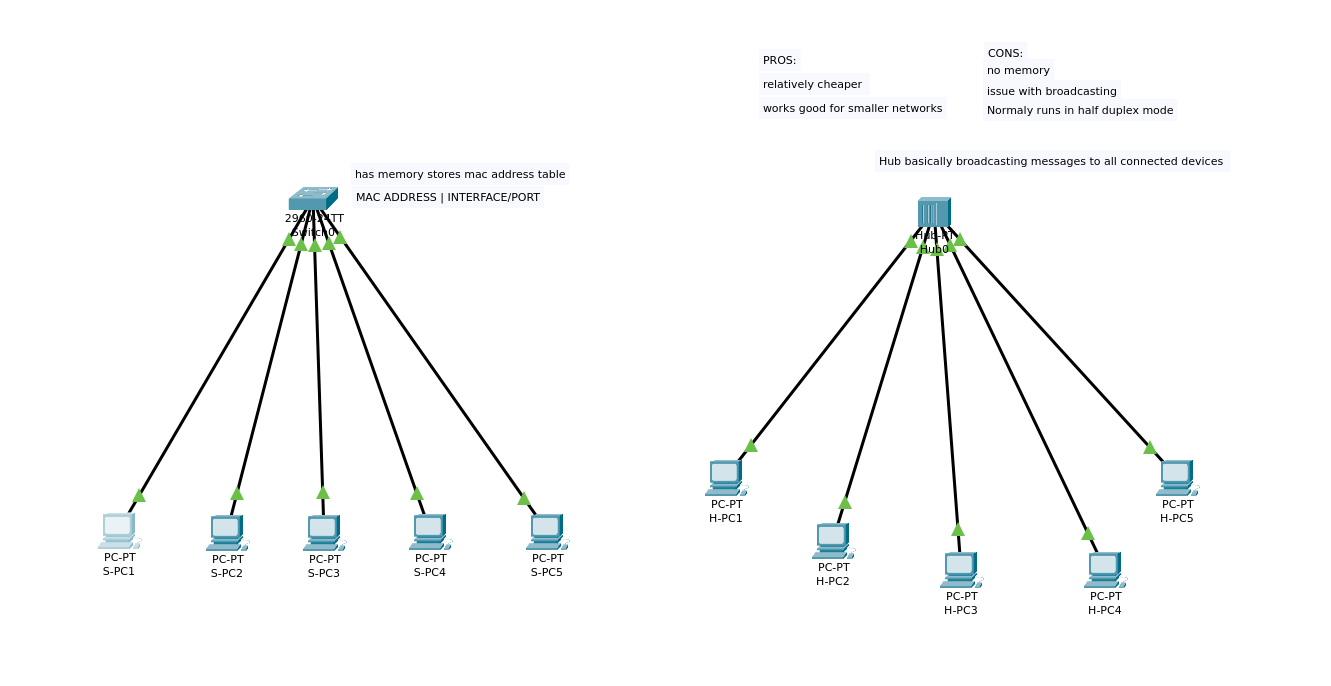 PROS:
relatively cheaper
works good for smaller networks
CONS:
no memory
issue with broadcasting
Normaly runs in half duplex mode
Hub basically broadcasting messages to all connected devices
has memory stores mac address table
MAC ADDRESS | INTERFACE/PORT
2960-24TT
Switch0
Hub-PT
Hub0
PC-PT
S-PC1
PC-PT
S-PC2
PC-PT
S-PC3
PC-PT
S-PC4
PC-PT
S-PC5
PC-PT
H-PC1
PC-PT
H-PC2
PC-PT
H-PC3
PC-PT
H-PC4
PC-PT
H-PC5